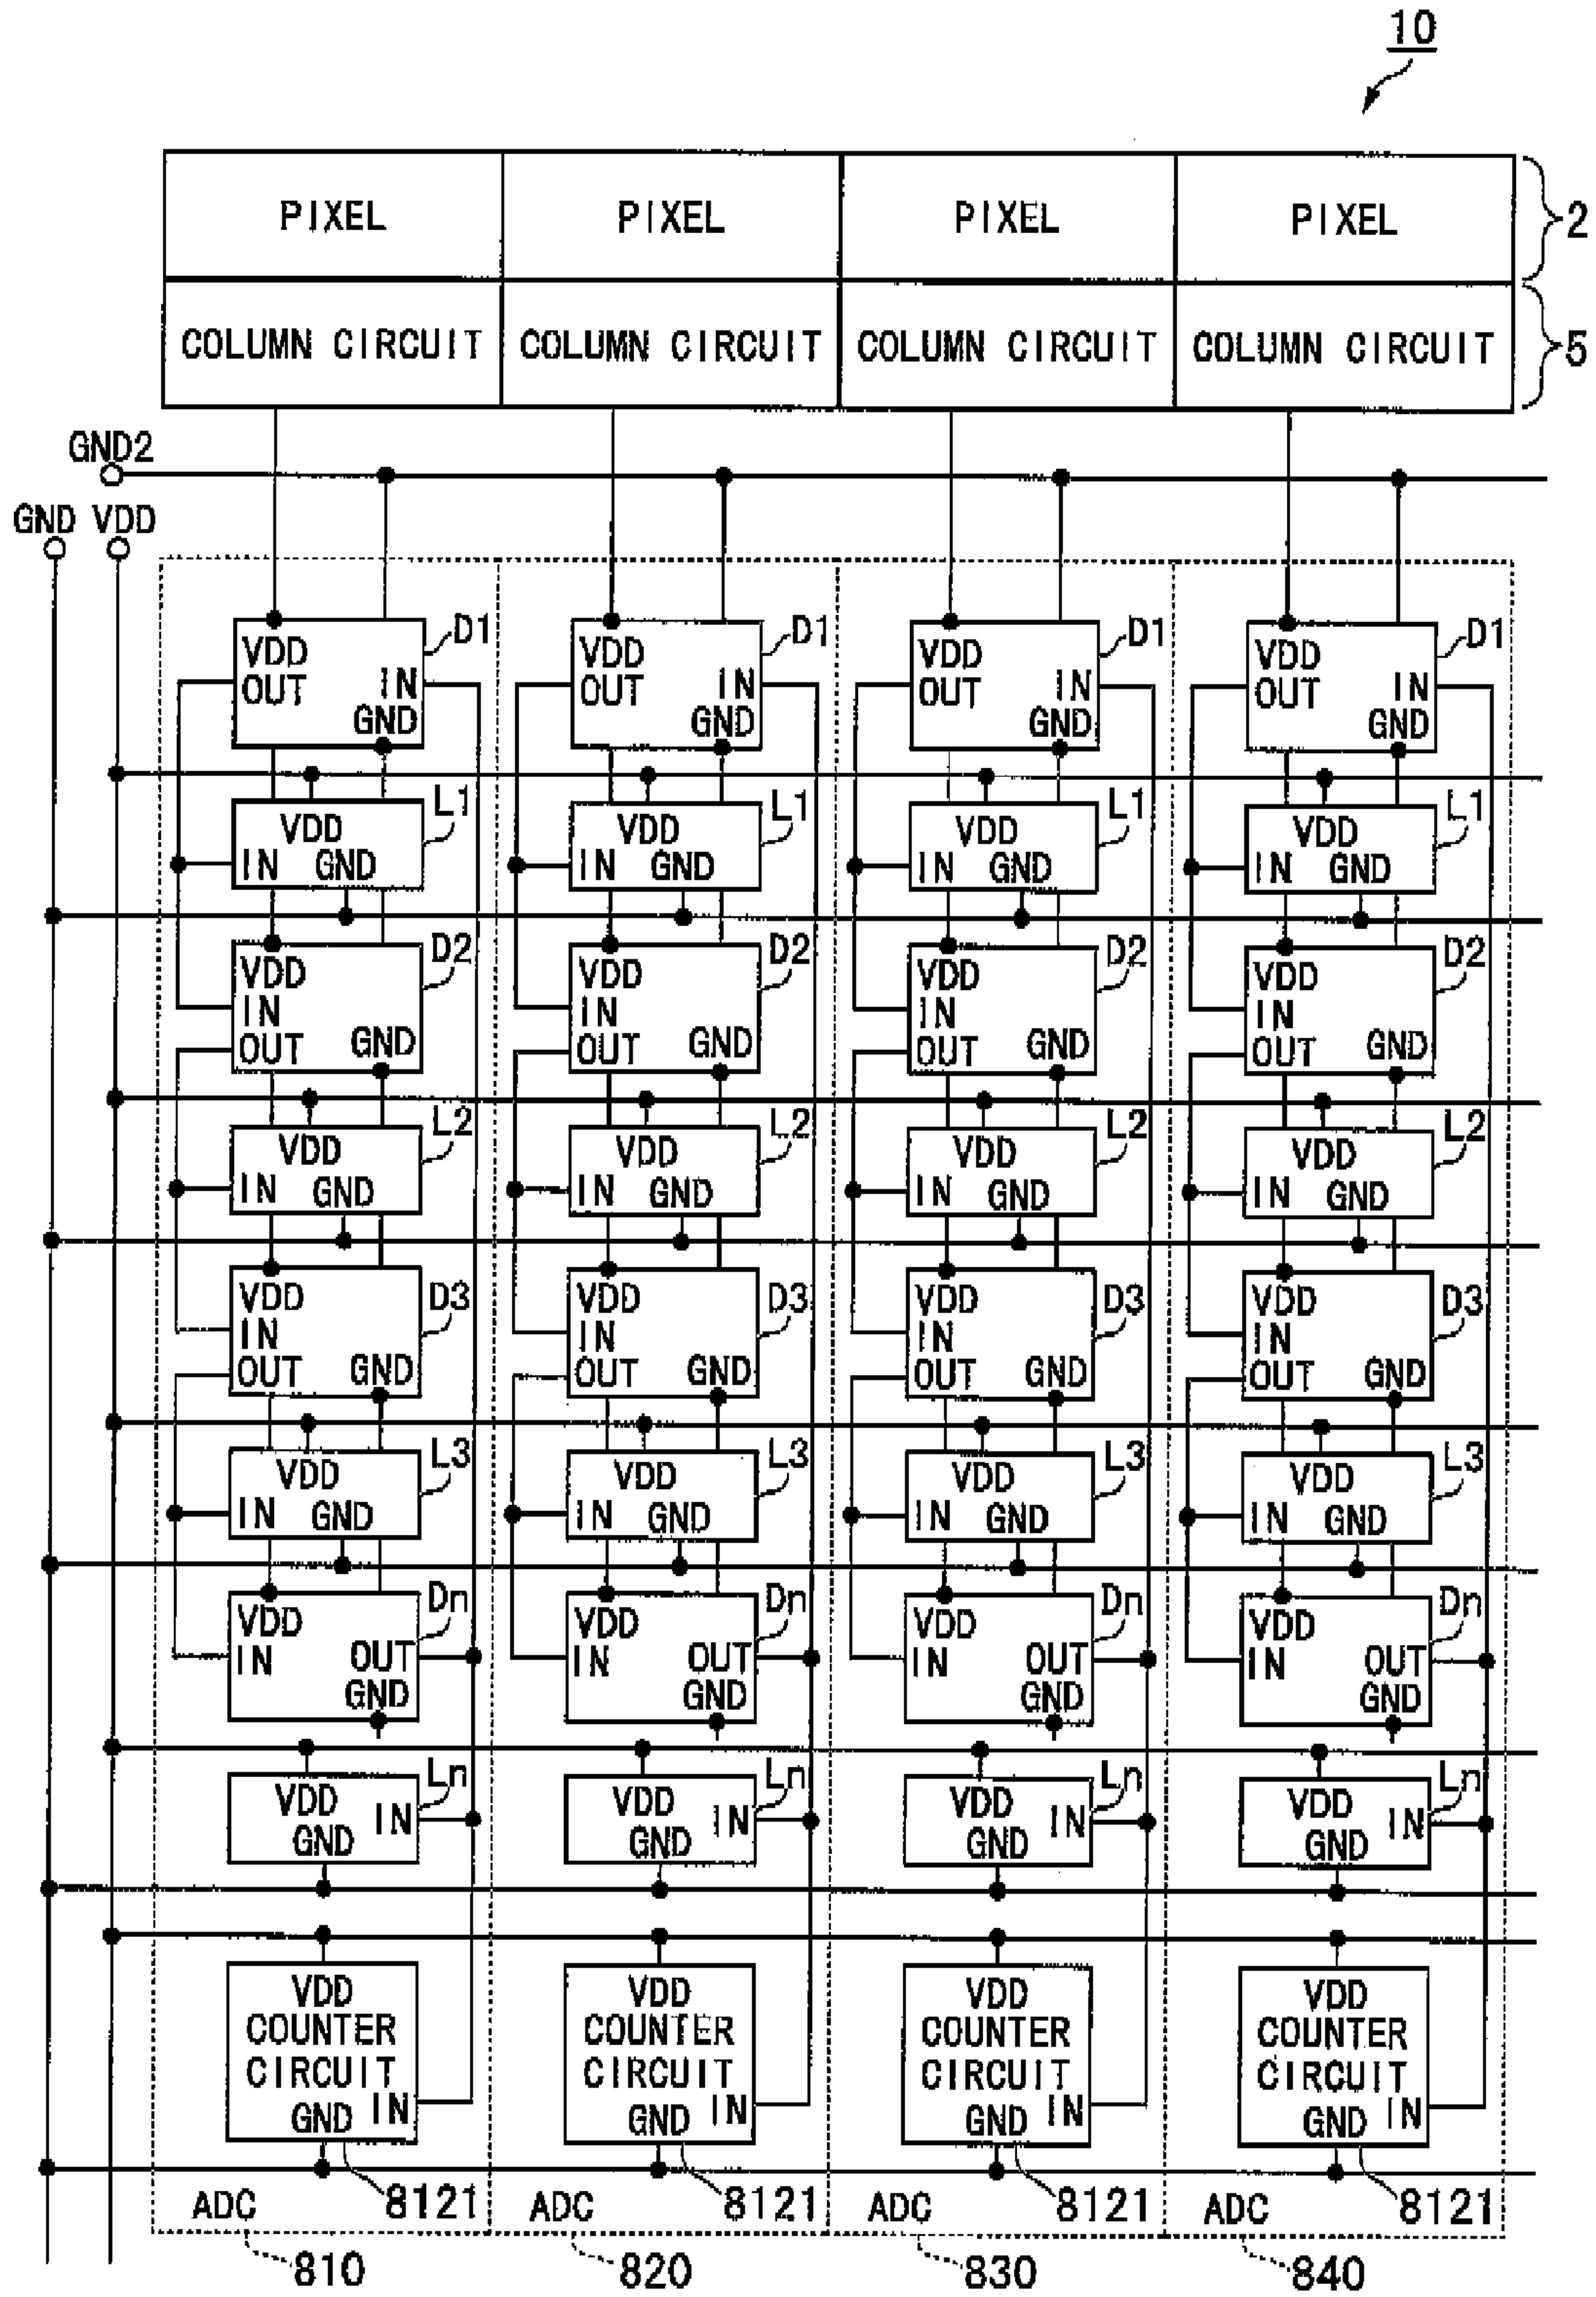 10
PIXEL PIXEL PIXEL PIXEL 2
COLUMN CIRCUIT COLUMN CIRCUIT COLUMN CIRCUIT COLUMN CIRCUIT 5
GND2
GND VDD
D1 D1 D1 D1
VDD VDD VDD VDD
OUT IN OUT IN OUT IN OUT IN
GND GND GND GND
L1 L1 L1 L1
VDD VDD VDD VDD
IN GND IN GND IN GND IN GND
D2 D2 D2 D2
VDD VDD VDD VDD
IN IN IN IN
OUT GND OUT GND OUT GND OUT GND
L2 L2 L2 L2
VDD VDD VDD VDD
IN GND IN GND IN GND IN GND
D3 D3 D3 D3
VDD VDD VDD VDD
IN IN IN IN
OUT GND OUT GND OUT GND OUT GND
L3 L3 L3 L3
VDD VDD VDD VDD
IN GND IN GND IN GND IN GND
Dn Dn Dn Dn
VDD VDD VDD VDD
IN OUT IN OUT IN OUT IN OUT
GND GND GND GND
Ln Ln Ln Ln
VDD VDD VDD VDD
IN IN IN IN
GND GND GND GND
VDD VDD VDD VDD
COUNTER COUNTER COUNTER COUNTER
CIRCUIT CIRCUIT CIRCUIT CIRCUIT
GND IN GND IN GND IN GND IN
ADC 8121 ADC 8121 ADC 8121 ADC 8121
810 820 830 840